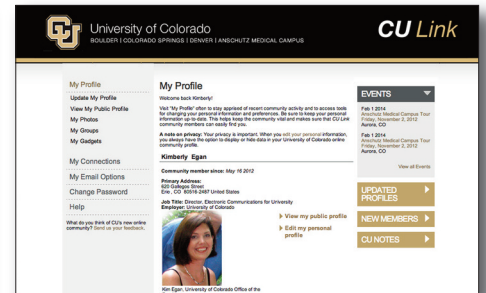 University of Colorado
BOULDER | COLORADO SPRINGS | DENVER | ANSCHUTZ MEDICAL CAMPUS
CU Link
My Profile
Update My Profile
View My Public Profile
My Photos
My Groups
My Gadgets
My Connections
My Email Options
Change Password
Help
What do you think of CU's new online
community? Send us your feedback.
My Profile
Welcome back Kimberly!
Visit "My Profile" often to stay apprised of recent community activity and to access tools
for changing your personal information and preferences. Be sure to keep your personal
information up-to-date. This helps keep the community vital and makes sure that CU Link
community members can easily find you.
A note on privacy: Your privacy is important. When you edit your personal information,
you always have the option to display or hide data in your University of Colorado online
community profile.
Kimberly Egan
Community member since: May 16 2012
Primary Address:
620 Gallegos Street
Erie , CO 80516-2487 United States
Job Title: Director, Electronic Communications for University
Employer: University of Colorado
View my public profile
Edit my personal
profile
Kim Egan, University of Colorado Office of the
EVENTS
Feb 1 2014
Anschutz Medical Campus Tour
Friday, November 2, 2012
Aurora, CO
Feb 1 2014
Anschutz Medical Campus Tour
Friday, November 2, 2012
Aurora, CO
View all Events
UPDATED
PROFILES
NEW MEMBERS
CU NOTES